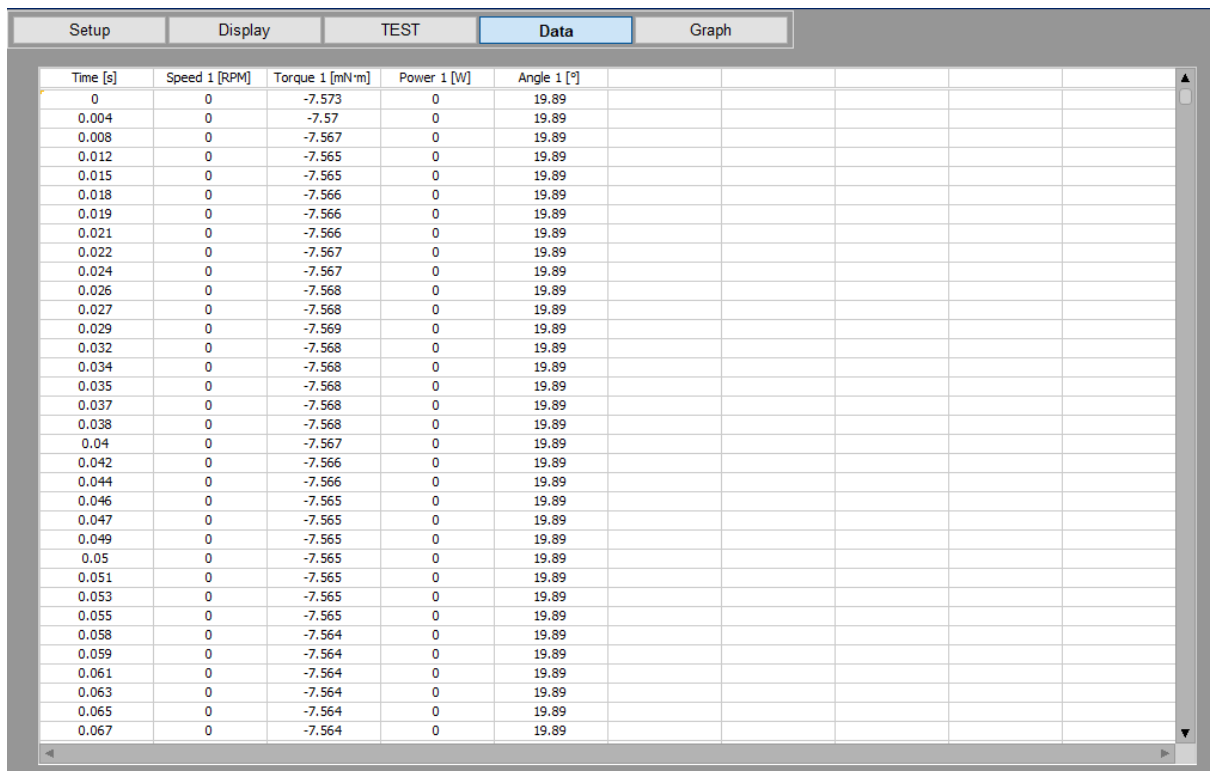 Setup Display TEST Data Graph
Time [s] Speed 1 [RPM] Torque 1 [mN·m] Power 1 [W] Angle 1 [°]
0 0 -7.573 0 19.89
0.004 0 -7.57 0 19.89
0.008 0 -7.567 0 19.89
0.012 0 -7.565 0 19.89
0.015 0 -7.565 0 19.89
0.018 0 -7.566 0 19.89
0.019 0 -7.566 0 19.89
0.021 0 -7.566 0 19.89
0.022 0 -7.567 0 19.89
0.024 0 -7.567 0 19.89
0.026 0 -7.568 0 19.89
0.027 0 -7.568 0 19.89
0.029 0 -7.569 0 19.89
0.032 0 -7.568 0 19.89
0.034 0 -7.568 0 19.89
0.035 0 -7.568 0 19.89
0.037 0 -7.568 0 19.89
0.038 0 -7.568 0 19.89
0.04 0 -7.567 0 19.89
0.042 0 -7.566 0 19.89
0.044 0 -7.566 0 19.89
0.046 0 -7.565 0 19.89
0.047 0 -7.565 0 19.89
0.049 0 -7.565 0 19.89
0.05 0 -7.565 0 19.89
0.051 0 -7.565 0 19.89
0.053 0 -7.565 0 19.89
0.055 0 -7.565 0 19.89
0.058 0 -7.564 0 19.89
0.059 0 -7.564 0 19.89
0.061 0 -7.564 0 19.89
0.063 0 -7.564 0 19.89
0.065 0 -7.564 0 19.89
0.067 0 -7.564 0 19.89